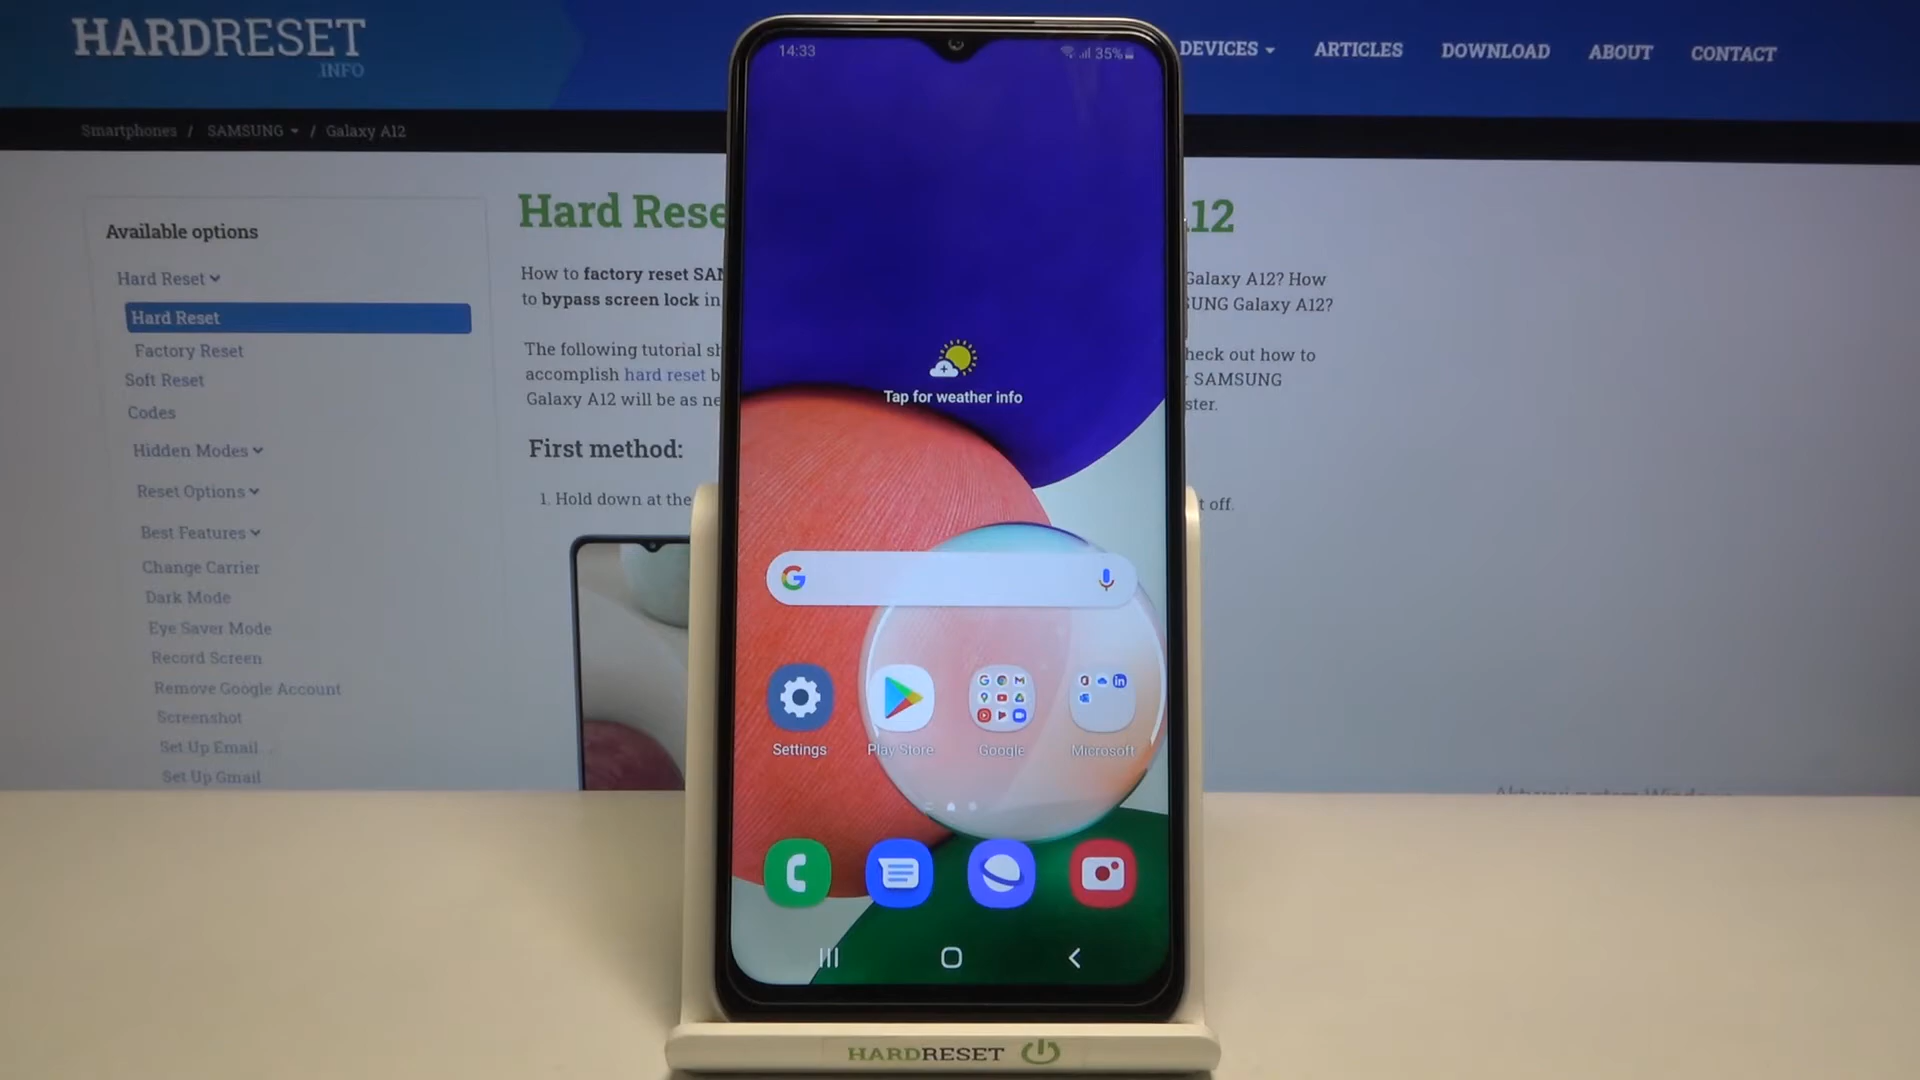 HARDRESET
.INFO
DEVICES
ARTICLES
DOWNLOAD
ABOUT
CONTACT
Smartphones / SAMSUNG / Galaxy A12
Available options
Hard Reset
Hard Reset
Factory Reset
Soft Reset
Codes
Hidden Modes
Reset Options
Best Features
Change Carrier
Dark Mode
Eye Saver Mode
Record Screen
Remove Google Account
Screenshot
Set Up Email
Set Up Gmail
Hard Rese
12
How to factory reset SA
Galaxy A12? How
to bypass screen lock in
UNG Galaxy A12?
The following tutorial sh
heck out how to
accomplish hard reset b
SAMSUNG
Galaxy A12 will be as ne
ster.
First method:
1. Hold down at the
t off.
14:33
35%
Tap for weather info
G
Settings
Play Store
Google
in
Microsoft
HARDRESET